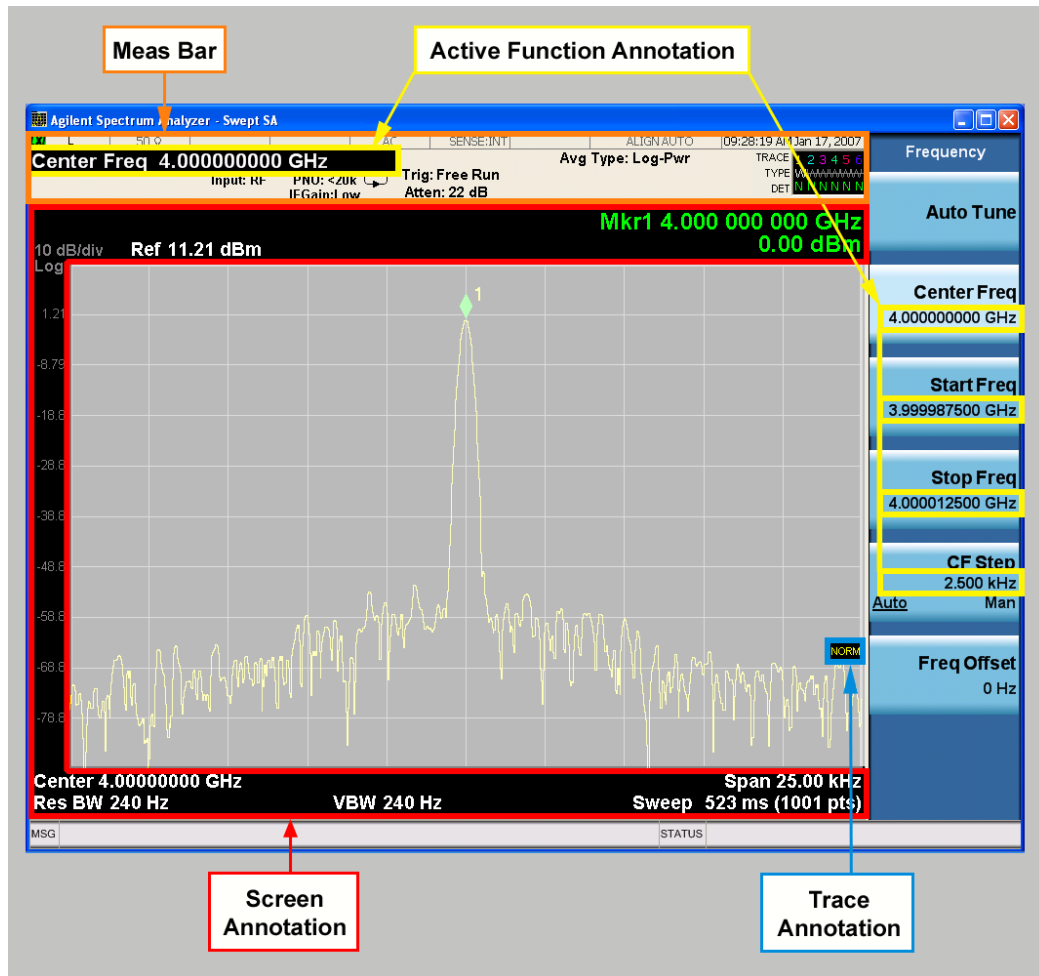 Meas Bar
Active Function Annotation
Agilent Spectrum Analyzer - Swept SA
L 50 Ω AC SENSE:INT ALIGNAUTO 09:28:19 AM Jan 17, 2007
Center Freq 4.000000000 GHz
Input: RF
PNO: <20k
IFGain:Low
Trig: Free Run
Atten: 22 dB
Avg Type: Log-Pwr
TRACE 1 2 3 4 5 6
TYPE
DET N N N N N N
Mkr1 4.000 000 000 GHz
0.00 dBm
10 dB/div Ref 11.21 dBm
Log
1
1.21
-8.79
-18.8
-28.8
-38.8
-48.8
-58.8
-68.8
-78.8
NORM
Center 4.00000000 GHz Span 25.00 kHz
Res BW 240 Hz VBW 240 Hz Sweep 523 ms (1001 pts)
MSG STATUS
Frequency
Auto Tune
Center Freq
4.000000000 GHz
Start Freq
3.999987500 GHz
Stop Freq
4.000012500 GHz
CF Step
2.500 kHz
Auto Man
Freq Offset
0 Hz
Screen
Annotation
Trace
Annotation